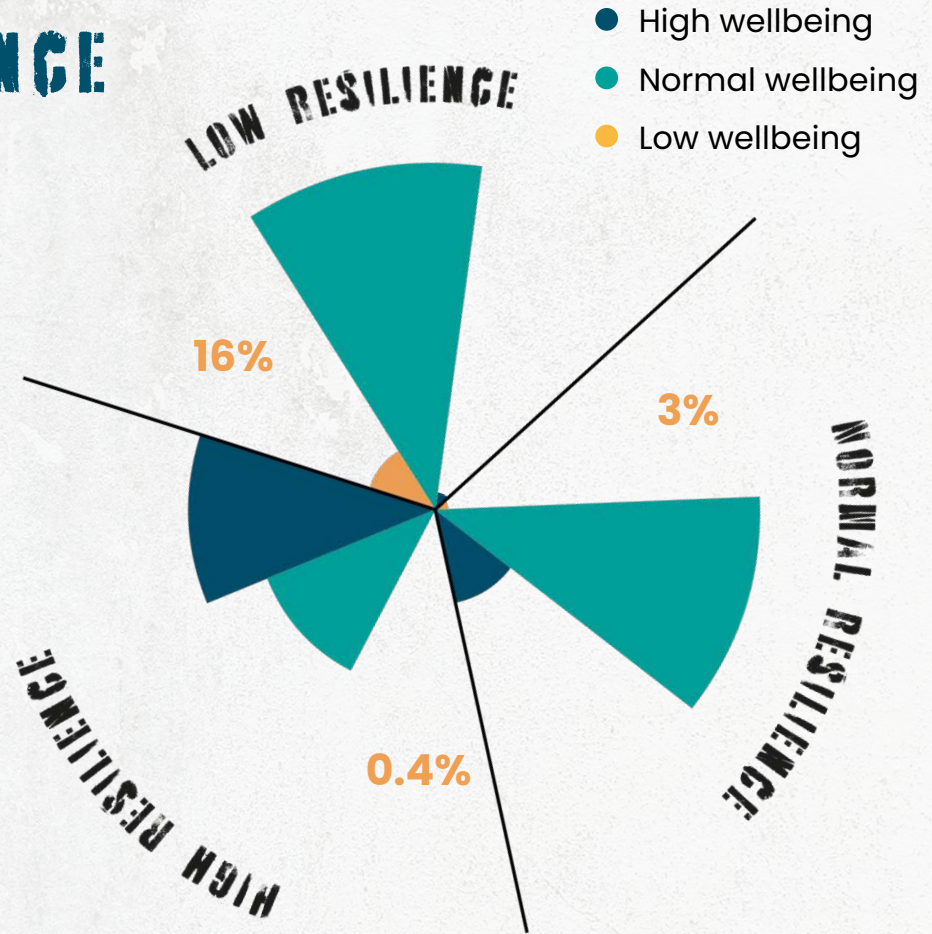 NCE
High wellbeing
Normal wellbeing
Low wellbeing
LOW RESILIENCE
16%
3%
NORMAL RESILIENCE
0.4%
HIGH RESILIENCE